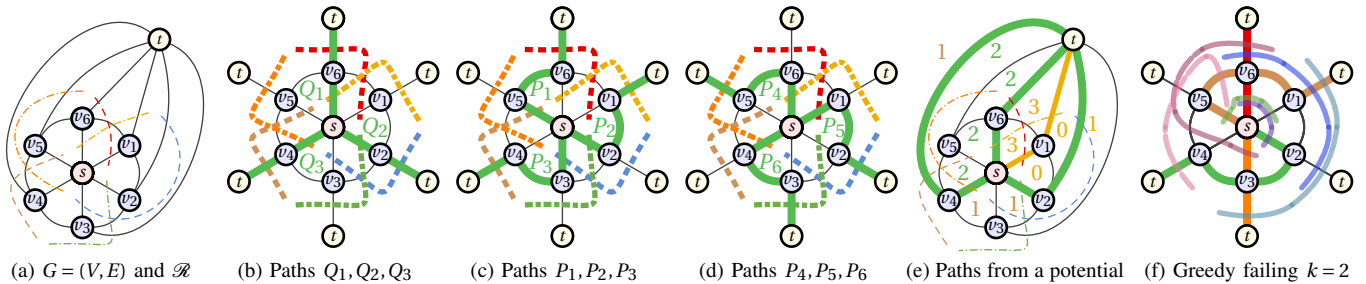 t
v6
v5 v1
s
v4 v2
v3
(a) G = (V, E) and ℛ
t
t v6 t
v5 Q1 v1
s Q2
v4 Q3 v2
t v3 t
t
(b) Paths Q1, Q2, Q3
t
t v6 t
v5 P1 v1
s P2
v4 P3 v2
t v3 t
t
(c) Paths P1, P2, P3
t
t v6 t
v5 P4 v1
s P5
v4 P6 v2
t v3 t
t
(d) Paths P4, P5, P6
t
1 2
2
v6 3 0 1
v5 2 3 v1
s 0
2
v4 1 1 v2
v3
(e) Paths from a potential
t
t v6 t
v5 v1
s
v4 v2
t v3 t
t
(f) Greedy failing k = 2